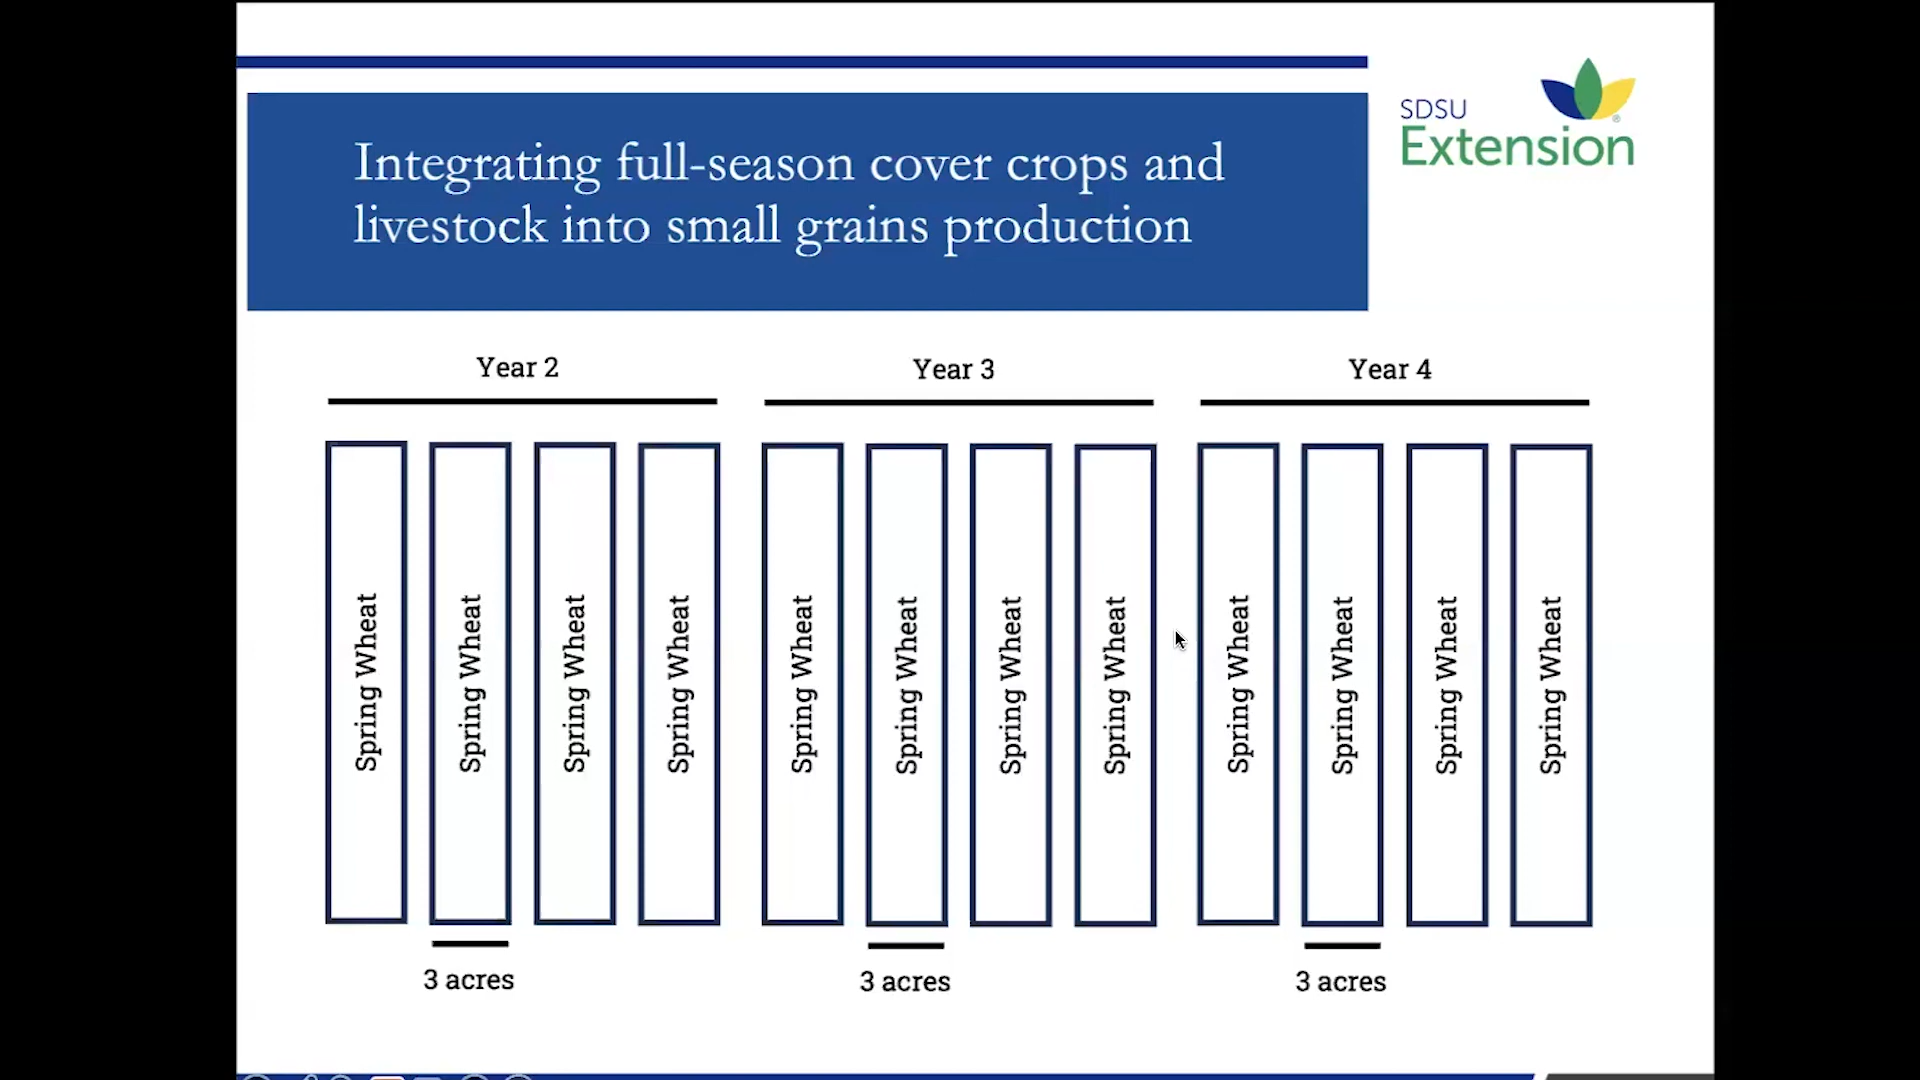 SDSU
Extension
Integrating full-season cover crops and
livestock into small grains production
Year 2
Year 3
Year 4
Spring Wheat
Spring Wheat
Spring Wheat
Spring Wheat
Spring Wheat
Spring Wheat
Spring Wheat
Spring Wheat
Spring Wheat
Spring Wheat
Spring Wheat
Spring Wheat
3 acres
3 acres
3 acres